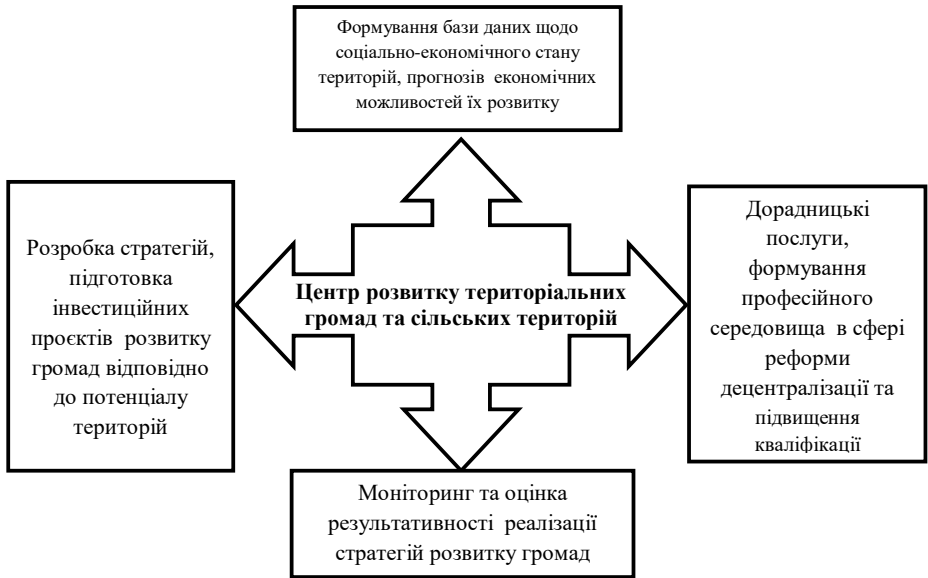 Формування бази даних щодо
соціально-економічного стану
територій, прогнозів економічних
можливостей їх розвитку
Розробка стратегій,
підготовка
інвестиційних
проєктів розвитку
громад відповідно
до потенціалу
територій
Центр розвитку територіальних
громад та сільських територій
Дорадницькі
послуги,
формування
професійного
середовища в сфері
реформи
децентралізації та
підвищення
кваліфікації
Моніторинг та оцінка
результативності реалізації
стратегій розвитку громад